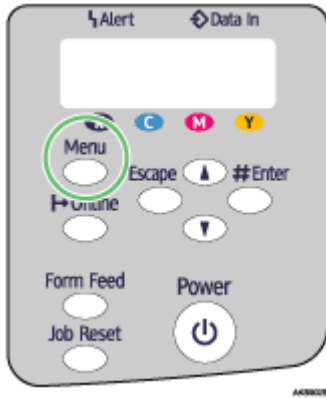 Alert Data In
C M Y
Menu
Escape #Enter
Online
Form Feed Power
Job Reset